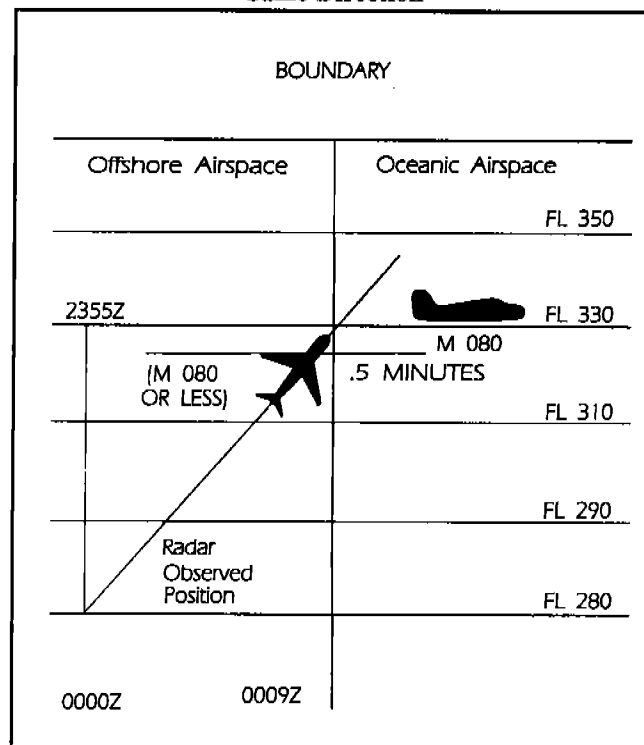 BOUNDARY
Offshore Airspace
Oceanic Airspace
FL 350
2355Z
FL 330
M 080
(M 080
OR LESS)
.5 MINUTES
FL 310
FL 290
Radar
Observed
Position
FL 280
0000Z
0009Z